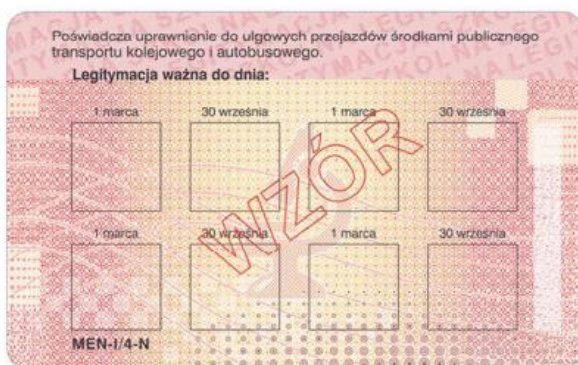 Poświadcza uprawnienie do ulgowych przejazdów środkami publicznego
transportu kolejowego i autobusowego.
Legitymacja ważna do dnia:
1 marca 30 września 1 marca 30 września
WZÓR
1 marca 30 września 1 marca 30 września
MEN-I/4-N